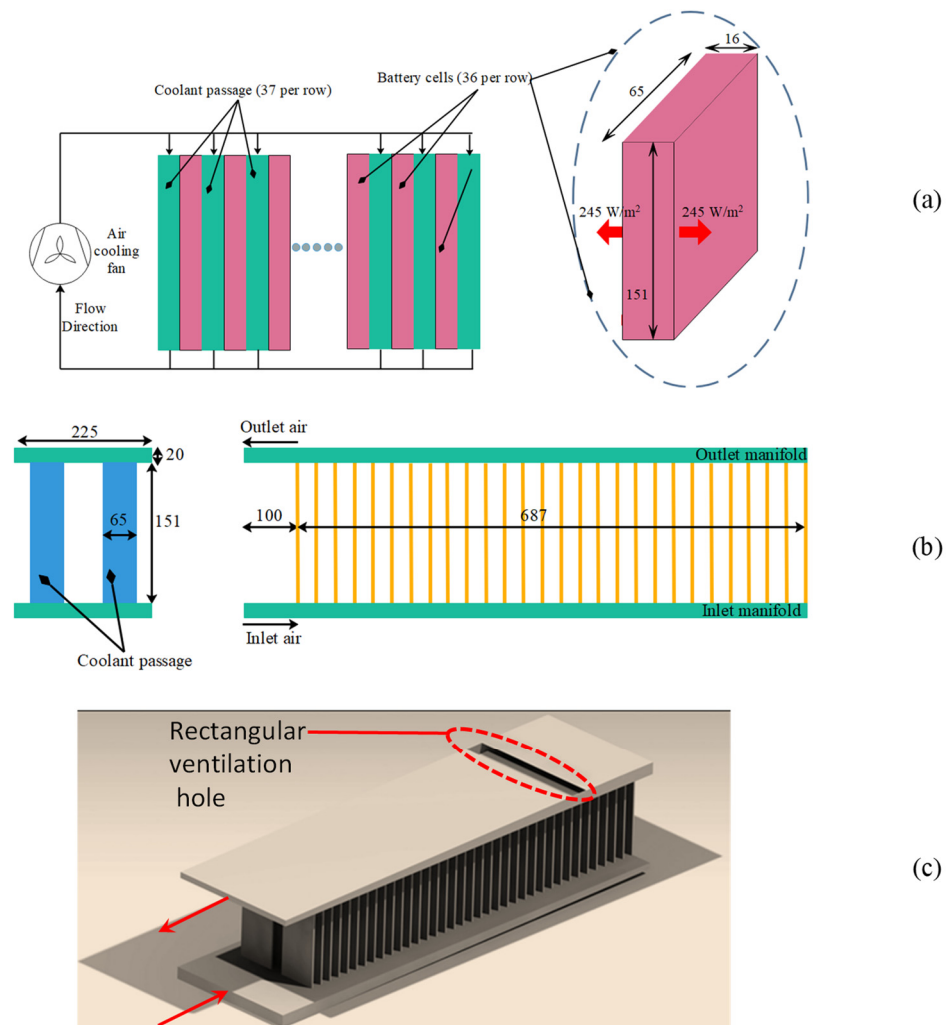 Coolant passage (37 per row)
Battery cells (36 per row)
16
65
245 W/m²
245 W/m²
151
Air
cooling
fan
Flow
Direction
(a)
225
20
65
151
Coolant passage
Outlet air
Outlet manifold
100
687
Inlet manifold
Inlet air
(b)
Rectangular
ventilation
hole
(c)